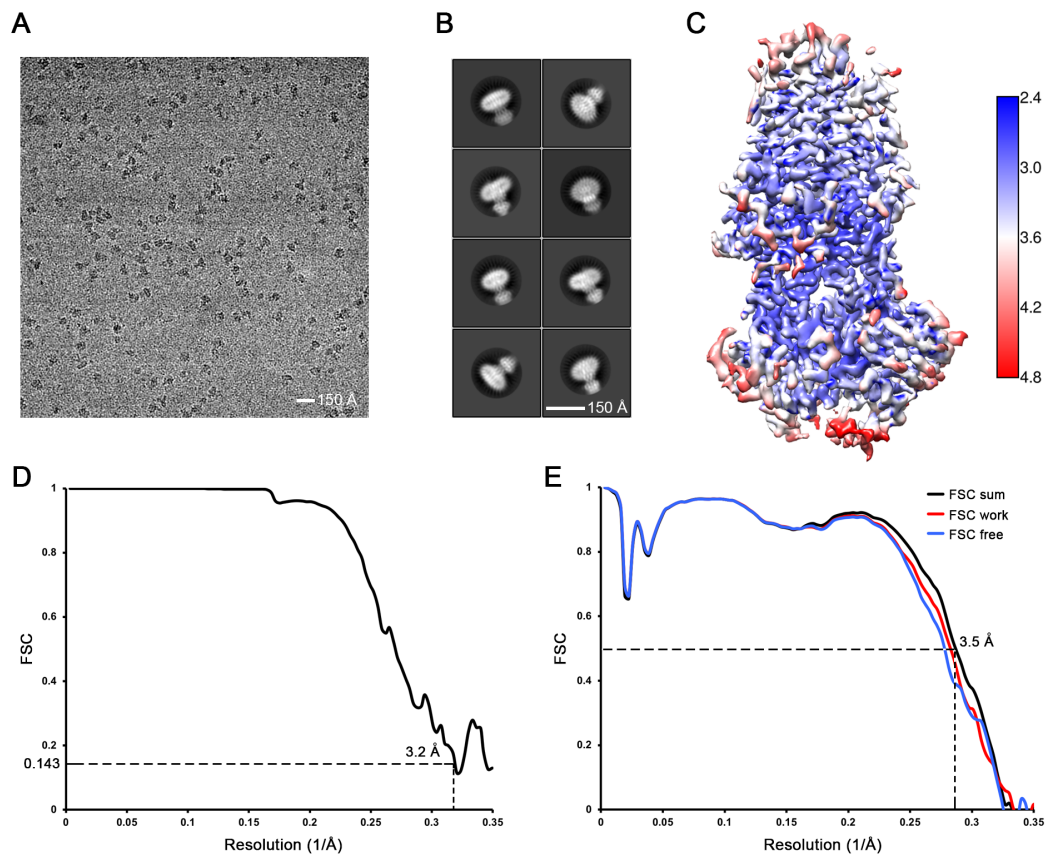 A
B
C
150 Å
150 Å
2.4
3.0
3.6
4.2
4.8
D
1
0.8
0.6
0.4
0.2
0.143
0
FSC
3.2 Å
0
0.05
0.1
0.15
0.2
0.25
0.3
0.35
Resolution (1/Å)
E
1
0.8
0.6
0.4
0.2
0
FSC
FSC sum
FSC work
FSC free
3.5 Å
0
0.05
0.1
0.15
0.2
0.25
0.3
0.35
Resolution (1/Å)